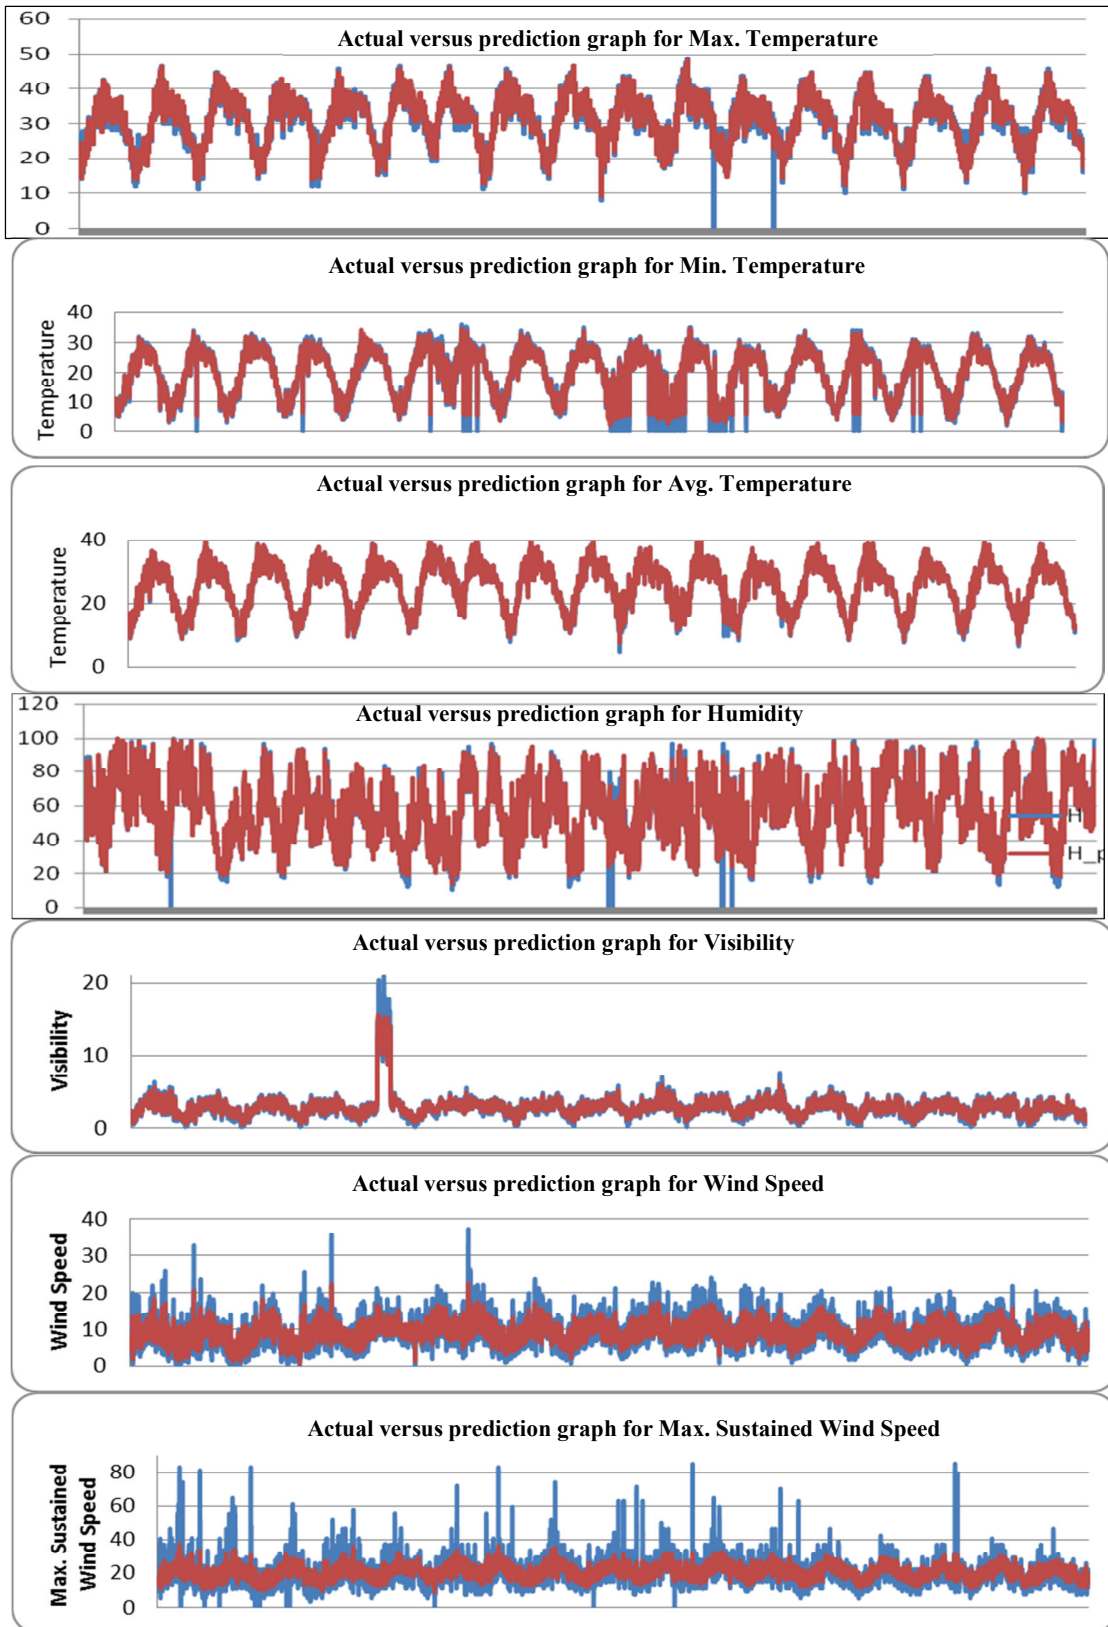 Actual versus prediction graph for Max. Temperature
60
50
40
30
20
10
0
Actual versus prediction graph for Min. Temperature
Temperature
40
30
20
10
0
Actual versus prediction graph for Avg. Temperature
Temperature
40
20
0
Actual versus prediction graph for Humidity
120
100
80
60
40
20
0
H
H_p
Actual versus prediction graph for Visibility
Visibility
20
10
0
Actual versus prediction graph for Wind Speed
Wind Speed
40
30
20
10
0
Actual versus prediction graph for Max. Sustained Wind Speed
Max. Sustained
Wind Speed
80
60
40
20
0